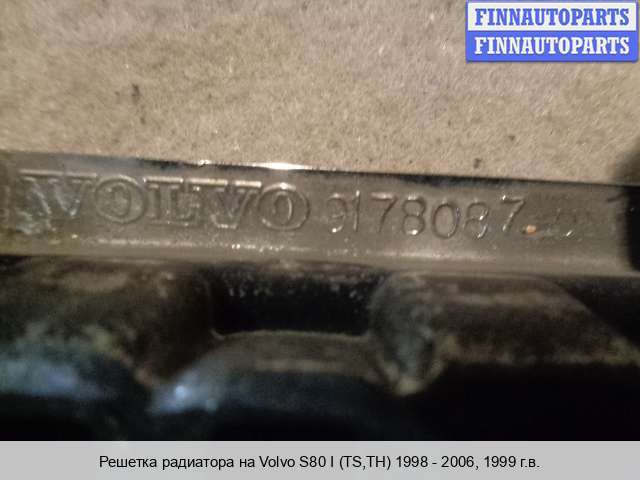 FINNAUTOPARTS
FINNAUTOPARTS
VOLVO 9178087
Решетка радиатора на Volvo S80 I (TS,TH) 1998 - 2006, 1999 г.в.